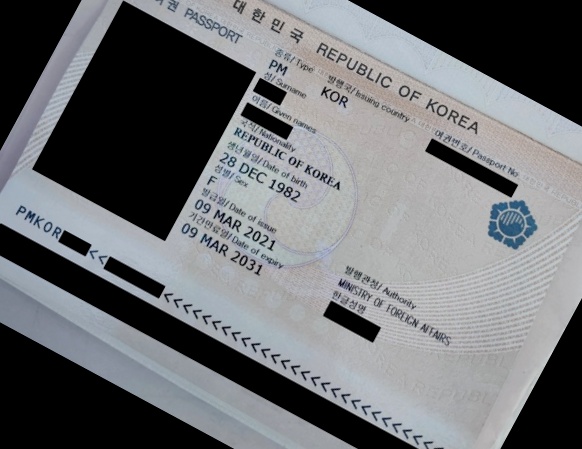 여권 PASSPORT
대한민국 REPUBLIC OF KOREA
종류/Type 발행국/Issuing country 여권번호/Passport No.
PM KOR
성/Surname
이름/Given names
국적/Nationality
REPUBLIC OF KOREA
생년월일/Date of birth
28 DEC 1982
성별/Sex
F
발급일/Date of issue
09 MAR 2021
기간만료일/Date of expiry
09 MAR 2031
발행관청/Authority
MINISTRY OF FOREIGN AFFAIRS
한글성명